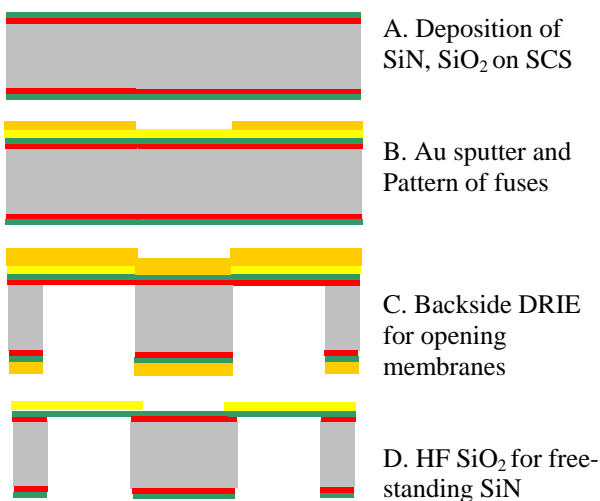 A. Deposition of
SiN, SiO₂ on SCS
B. Au sputter and
Pattern of fuses
C. Backside DRIE
for opening
membranes
D. HF SiO₂ for free-
standing SiN